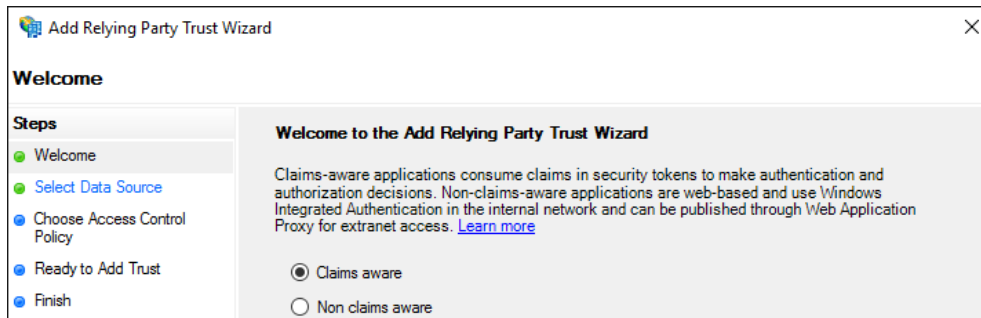 Add Relying Party Trust Wizard
Welcome
Steps
Welcome
Select Data Source
Choose Access Control
Policy
Ready to Add Trust
Finish
Welcome to the Add Relying Party Trust Wizard
Claims-aware applications consume claims in security tokens to make authentication and
authorization decisions. Non-claims-aware applications are web-based and use Windows
Integrated Authentication in the internal network and can be published through Web Application
Proxy for extranet access. Learn more
Claims aware
Non claims aware